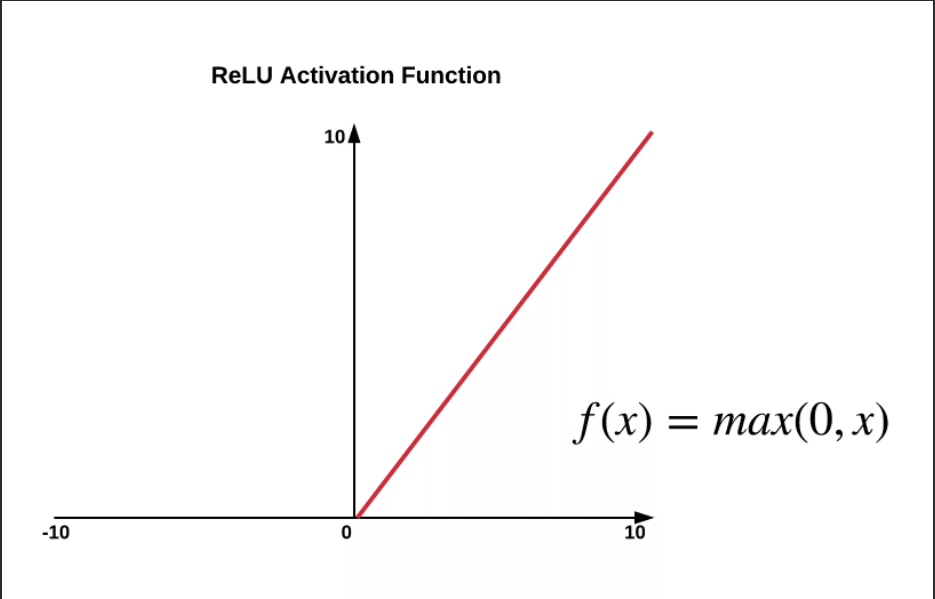 ReLU Activation Function
10
f(x) = max(0, x)
-10 0 10